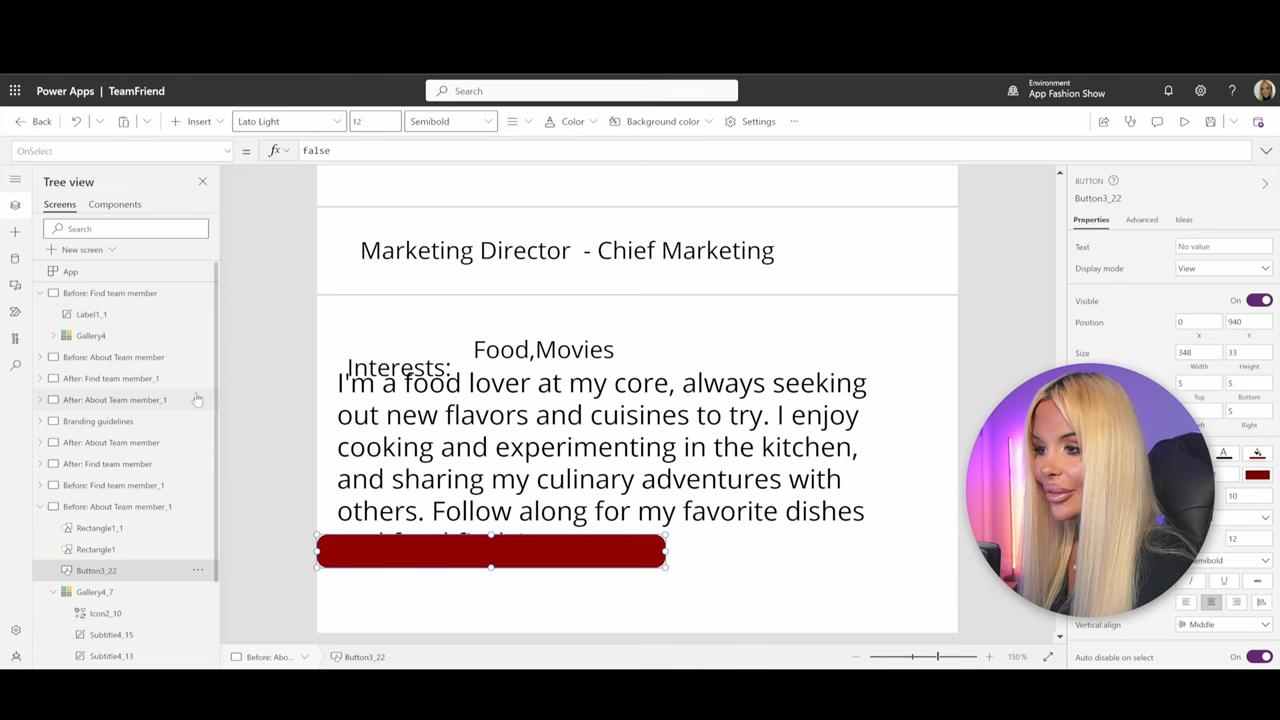 Power Apps | TeamFriend
Search
Environment
App Fashion Show
Back
Insert
Lato Light
12
Semibold
Color
Background color
Settings
OnSelect
=
fx
false
Tree view
Screens
Components
Search
New screen
App
Before: Find team member
Label1_1
Gallery4
Before: About Team member
After: Find team member_1
After: About Team member_1
Branding guidelines
After: About Team member
After: Find team member
Before: Find team member_1
Before: About Team member_1
Rectangle1_1
Rectangle1
Button3_22
Gallery4_7
Icon2_10
Subtitle4_15
Subtitle4_13
Marketing Director - Chief Marketing
Food,Movies
Interests:
I'm a food lover at my core, always seeking
out new flavors and cuisines to try. I enjoy
cooking and experimenting in the kitchen,
and sharing my culinary adventures with
others. Follow along for my favorite dishes
BUTTON
Button3_22
Properties
Advanced
Ideas
Text
No value
Display mode
View
Visible
On
Position
0
940
X
Y
Size
348
33
Width
Height
5
5
Top
Bottom
5
Right
10
12
Semibold
Vertical align
Middle
Auto disable on select
On
Before: Abo...
Button3_22
150 %